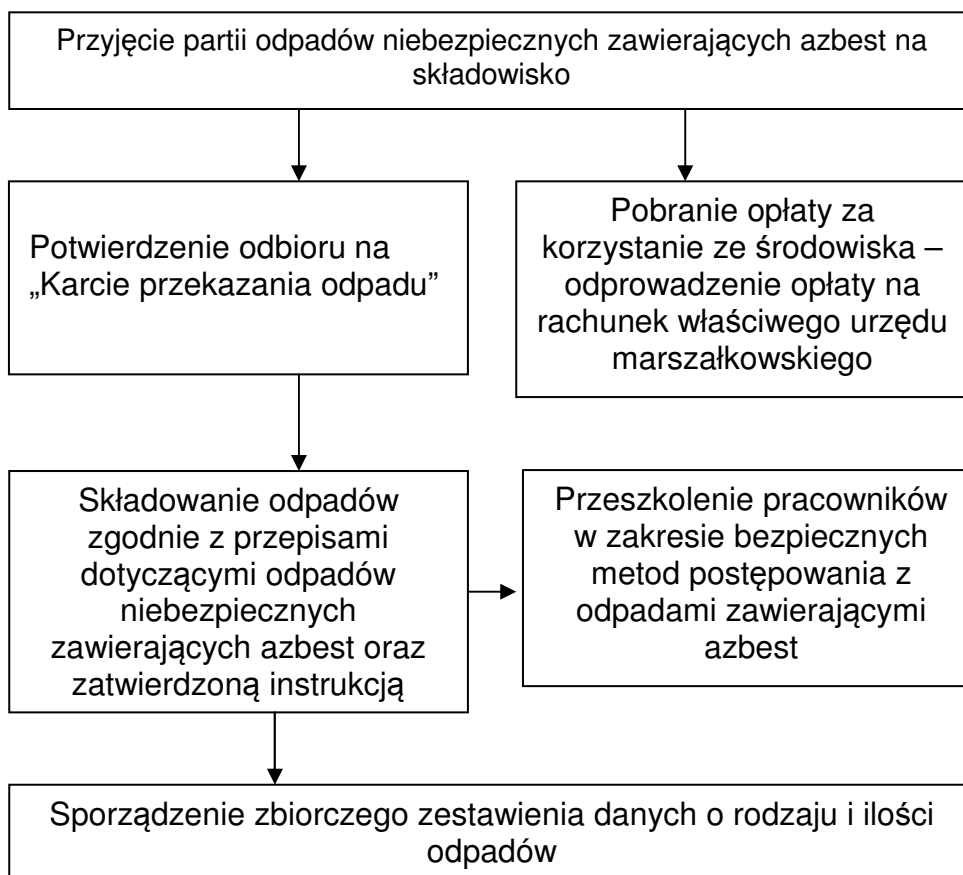 Przyjęcie partii odpadów niebezpiecznych zawierających azbest na
składowisko
Potwierdzenie odbioru na
„Karcie przekazania odpadu”
Pobranie opłaty za
korzystanie ze środowiska –
odprowadzenie opłaty na
rachunek właściwego urzędu
marszałkowskiego
Składowanie odpadów
zgodnie z przepisami
dotyczącymi odpadów
niebezpiecznych
zawierających azbest oraz
zatwierdzoną instrukcją
Przeszkolenie pracowników
w zakresie bezpiecznych
metod postępowania z
odpadami zawierającymi
azbest
Sporządzenie zbiorczego zestawienia danych o rodzaju i ilości
odpadów